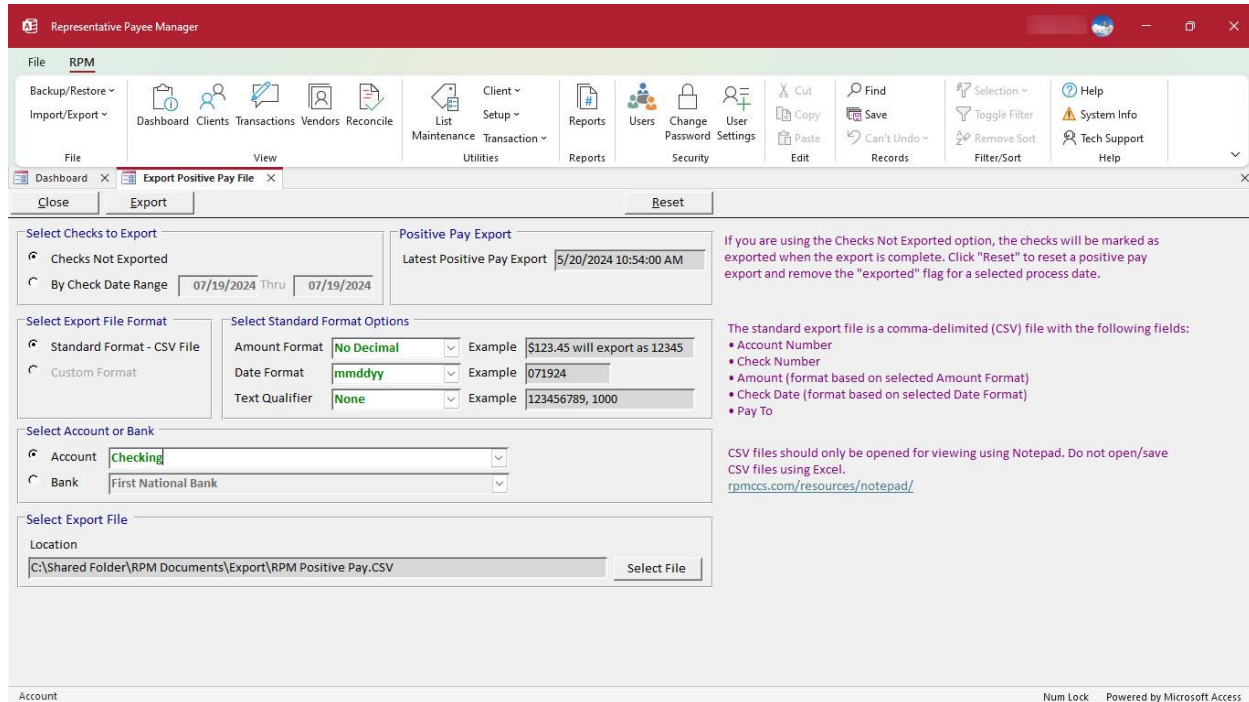 Representative Payee Manager
File RPM
Backup/Restore
Import/Export
File
Dashboard Clients Transactions Vendors Reconcile
View
List Maintenance
Client
Setup
Transaction
Utilities
Reports
Reports
Users
Change Password
User Settings
Security
Cut
Copy
Paste
Edit
Find
Save
Can't Undo
Records
Selection
Toggle Filter
Remove Sort
Filter/Sort
Help
System Info
Tech Support
Help
Dashboard X Export Positive Pay File X
Close Export Reset
Select Checks to Export
Checks Not Exported
By Check Date Range 07/19/2024 Thru 07/19/2024
Positive Pay Export
Latest Positive Pay Export 5/20/2024 10:54:00 AM
If you are using the Checks Not Exported option, the checks will be marked as
exported when the export is complete. Click "Reset" to reset a positive pay
export and remove the "exported" flag for a selected process date.
Select Export File Format
Standard Format - CSV File
Custom Format
Select Standard Format Options
Amount Format No Decimal Example $123.45 will export as 12345
Date Format mmddyy Example 071924
Text Qualifier None Example 123456789, 1000
The standard export file is a comma-delimited (CSV) file with the following fields:
• Account Number
• Check Number
• Amount (format based on selected Amount Format)
• Check Date (format based on selected Date Format)
• Pay To
Select Account or Bank
Account Checking
Bank First National Bank
CSV files should only be opened for viewing using Notepad. Do not open/save
CSV files using Excel.
rpmccs.com/resources/notepad/
Select Export File
Location
C:\Shared Folder\RPM Documents\Export\RPM Positive Pay.CSV Select File
Account Num Lock Powered by Microsoft Access